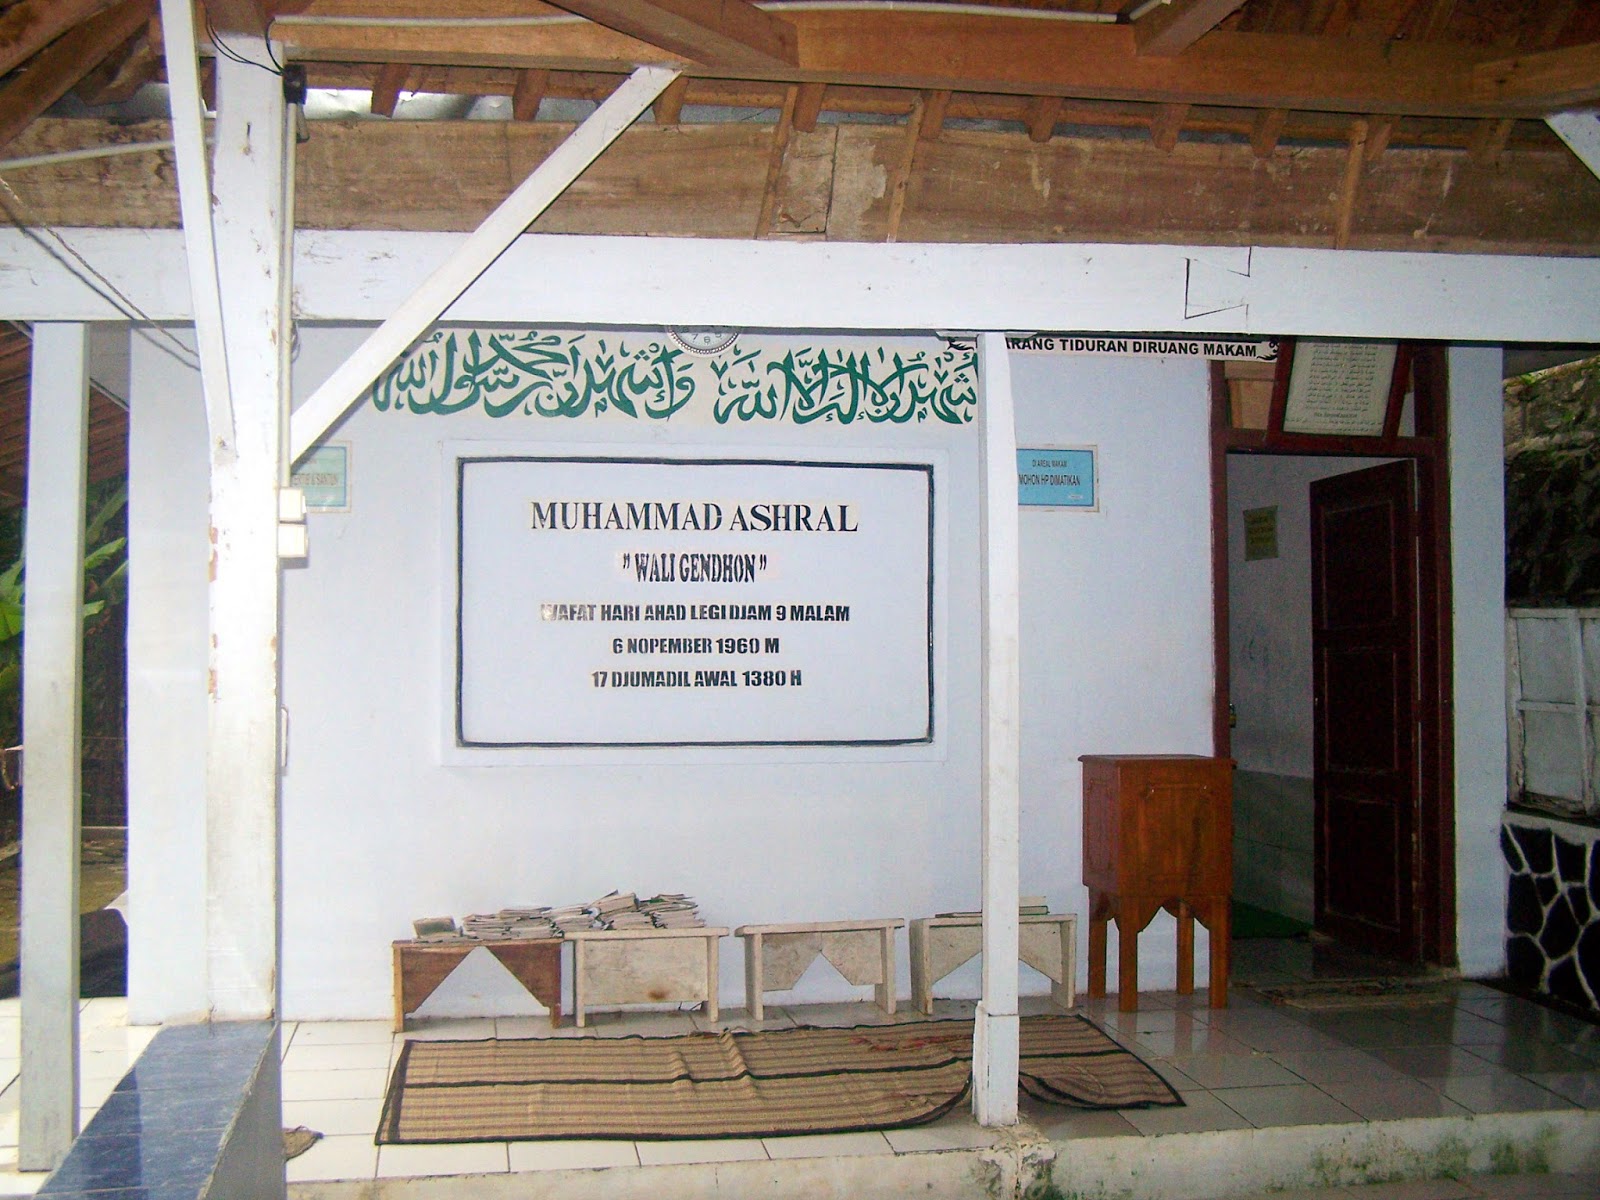 أشهد أن لا إله إلا الله وأشهد أن محمد رسول الله
ARANG TIDURAN DIRUANG MAKAM
& SANTUN
DI AREAL MAKAM
MOHON HP DIMATIKAN
MUHAMMAD ASHRAL
" WALI GENDHON "
WAFAT HARI AHAD LEGI DJAM 9 MALAM
6 NOPEMBER 1960 M
17 DJUMADIL AWAL 1380 H